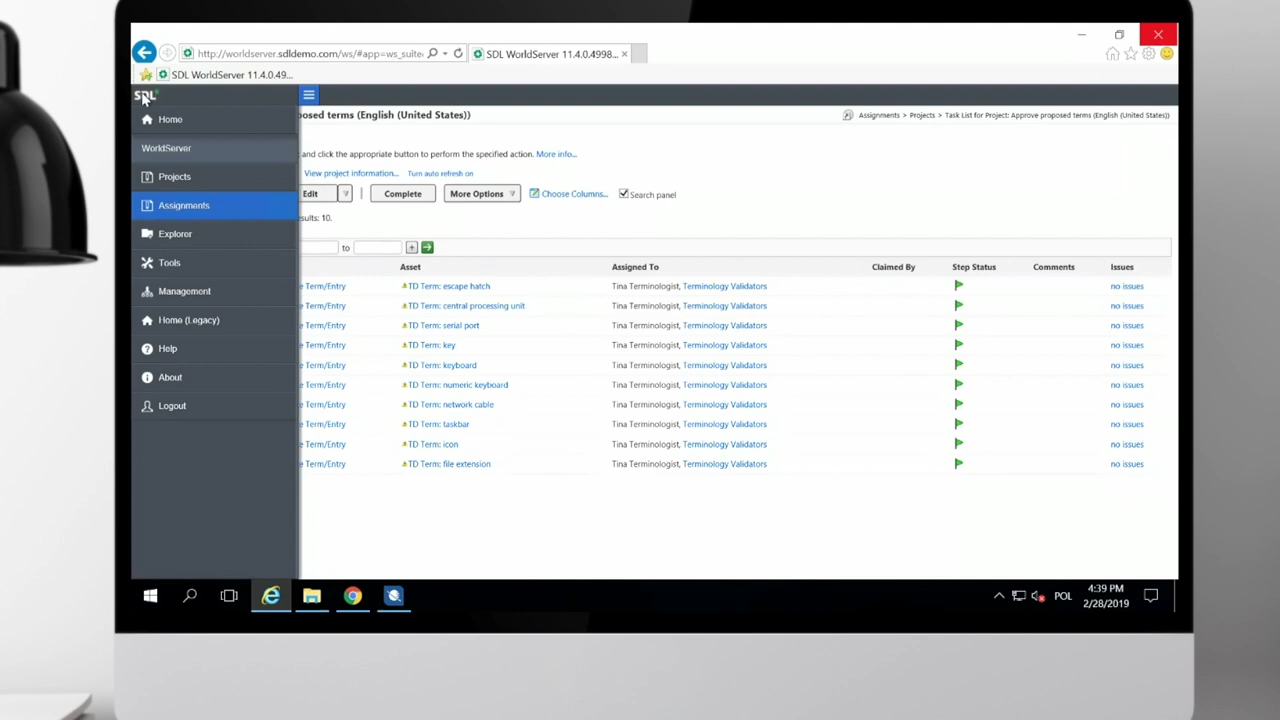 http://worldserver.sdldemo.com/ws/#app=ws_suite
SDL WorldServer 11.4.0.4998...
SDL WorldServer 11.4.0.49...
SDL
Home
WorldServer
Projects
Assignments
Explorer
Tools
Management
Home (Legacy)
Help
About
Logout
posed terms (English (United States))
Assignments > Projects > Task List for Project: Approve proposed terms (English (United States))
and click the appropriate button to perform the specified action. More info...
View project information... Turn auto refresh on
Edit Complete More Options Choose Columns... Search panel
ults: 10.
to
Asset Assigned To Claimed By Step Status Comments Issues
e Term/Entry TD Term: escape hatch Tina Terminologist, Terminology Validators no issues
e Term/Entry TD Term: central processing unit Tina Terminologist, Terminology Validators no issues
e Term/Entry TD Term: serial port Tina Terminologist, Terminology Validators no issues
e Term/Entry TD Term: key Tina Terminologist, Terminology Validators no issues
e Term/Entry TD Term: keyboard Tina Terminologist, Terminology Validators no issues
e Term/Entry TD Term: numeric keyboard Tina Terminologist, Terminology Validators no issues
e Term/Entry TD Term: network cable Tina Terminologist, Terminology Validators no issues
e Term/Entry TD Term: taskbar Tina Terminologist, Terminology Validators no issues
e Term/Entry TD Term: icon Tina Terminologist, Terminology Validators no issues
e Term/Entry TD Term: file extension Tina Terminologist, Terminology Validators no issues
POL
4:39 PM
2/28/2019